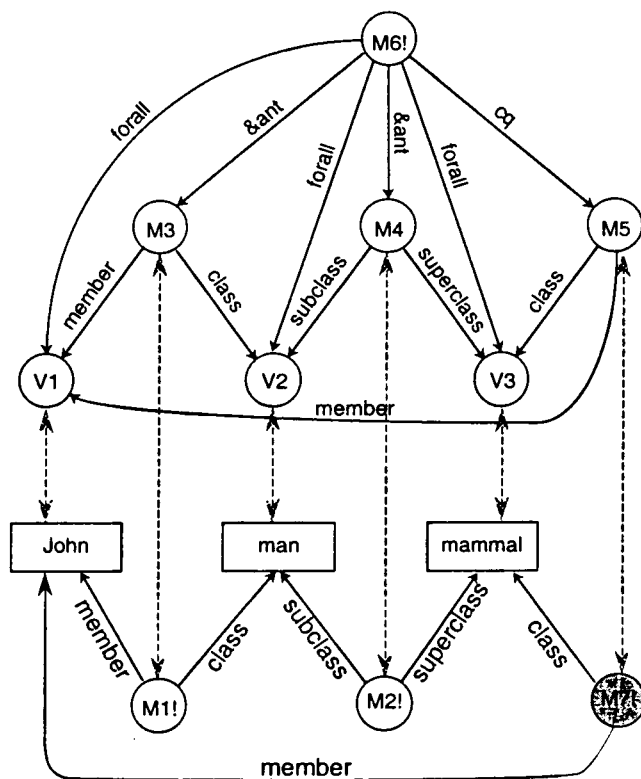 M6!
forall
&ant
forall
&ant
forall
cq
M3
M4
M5
member
class
subclass
superclass
class
V1
V2
V3
member
John
man
mammal
member
class
subclass
superclass
class
M1!
M2!
M7!
member